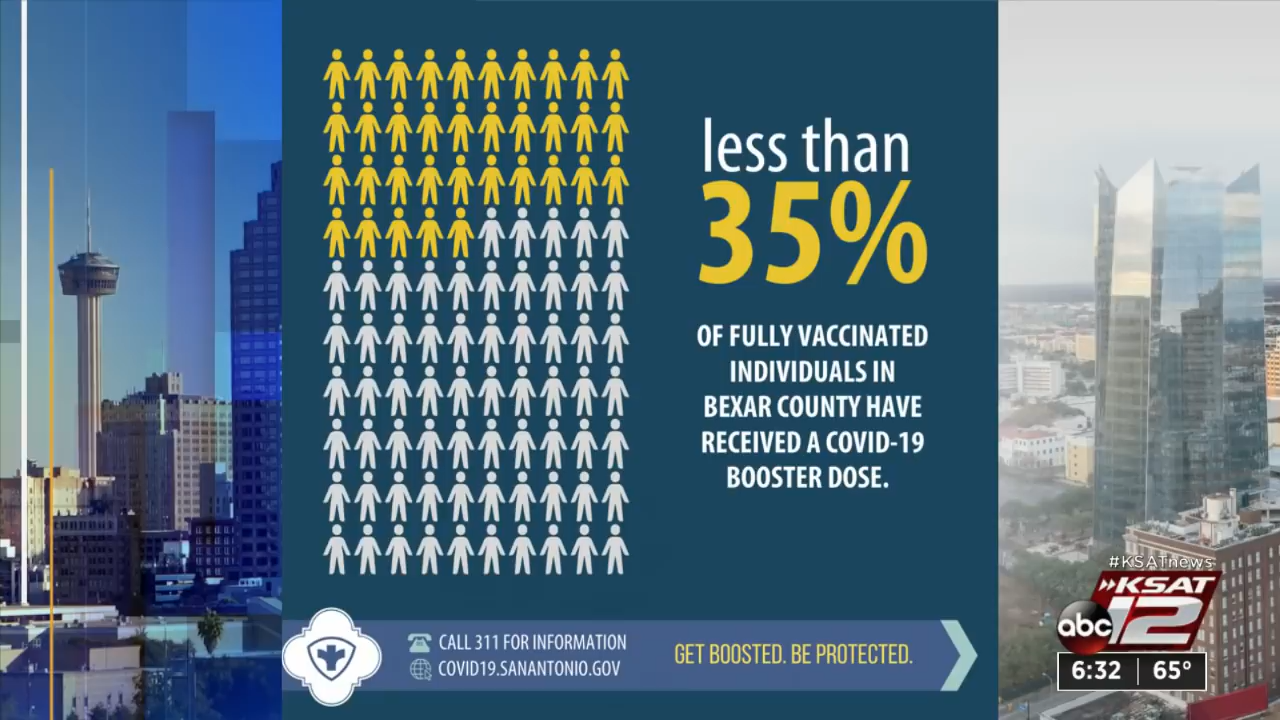 less than
35%
OF FULLY VACCINATED
INDIVIDUALS IN
BEXAR COUNTY HAVE
RECEIVED A COVID-19
BOOSTER DOSE.
CALL 311 FOR INFORMATION
COVID19.SANANTONIO.GOV
GET BOOSTED. BE PROTECTED.
#KSATnews
KSAT
abc 12
6:32 65°